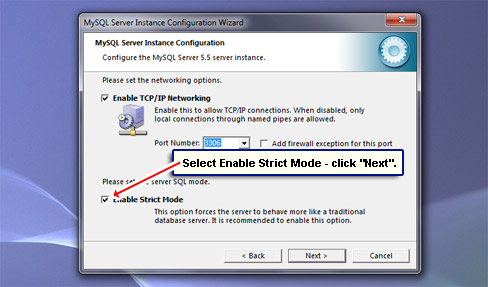 MySQL Server Instance Configuration Wizard
MySQL Server Instance Configuration
Configure the MySQL Server 5.5 server instance.
Please set the networking options.
Enable TCP/IP Networking
Enable this to allow TCP/IP connections. When disabled, only
local connections through named pipes are allowed.
Port Number: 3306 Add firewall exception for this port
Select Enable Strict Mode - click "Next".
Please se server SQL mode.
Enable Strict Mode
This option forces the server to behave more like a traditional
database server. It is recommended to enable this option.
< Back Next > Cancel